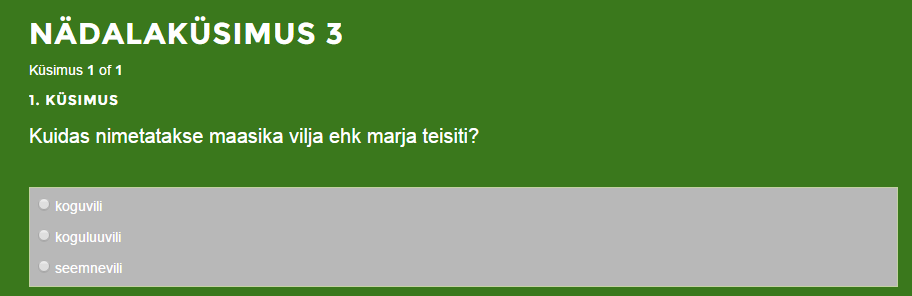 NÄDALAKÜSIMUS 3
Küsimus 1 of 1
1. KÜSIMUS
Kuidas nimetatakse maasika vilja ehk marja teisiti?
koguvili
koguluuvili
seemnevili